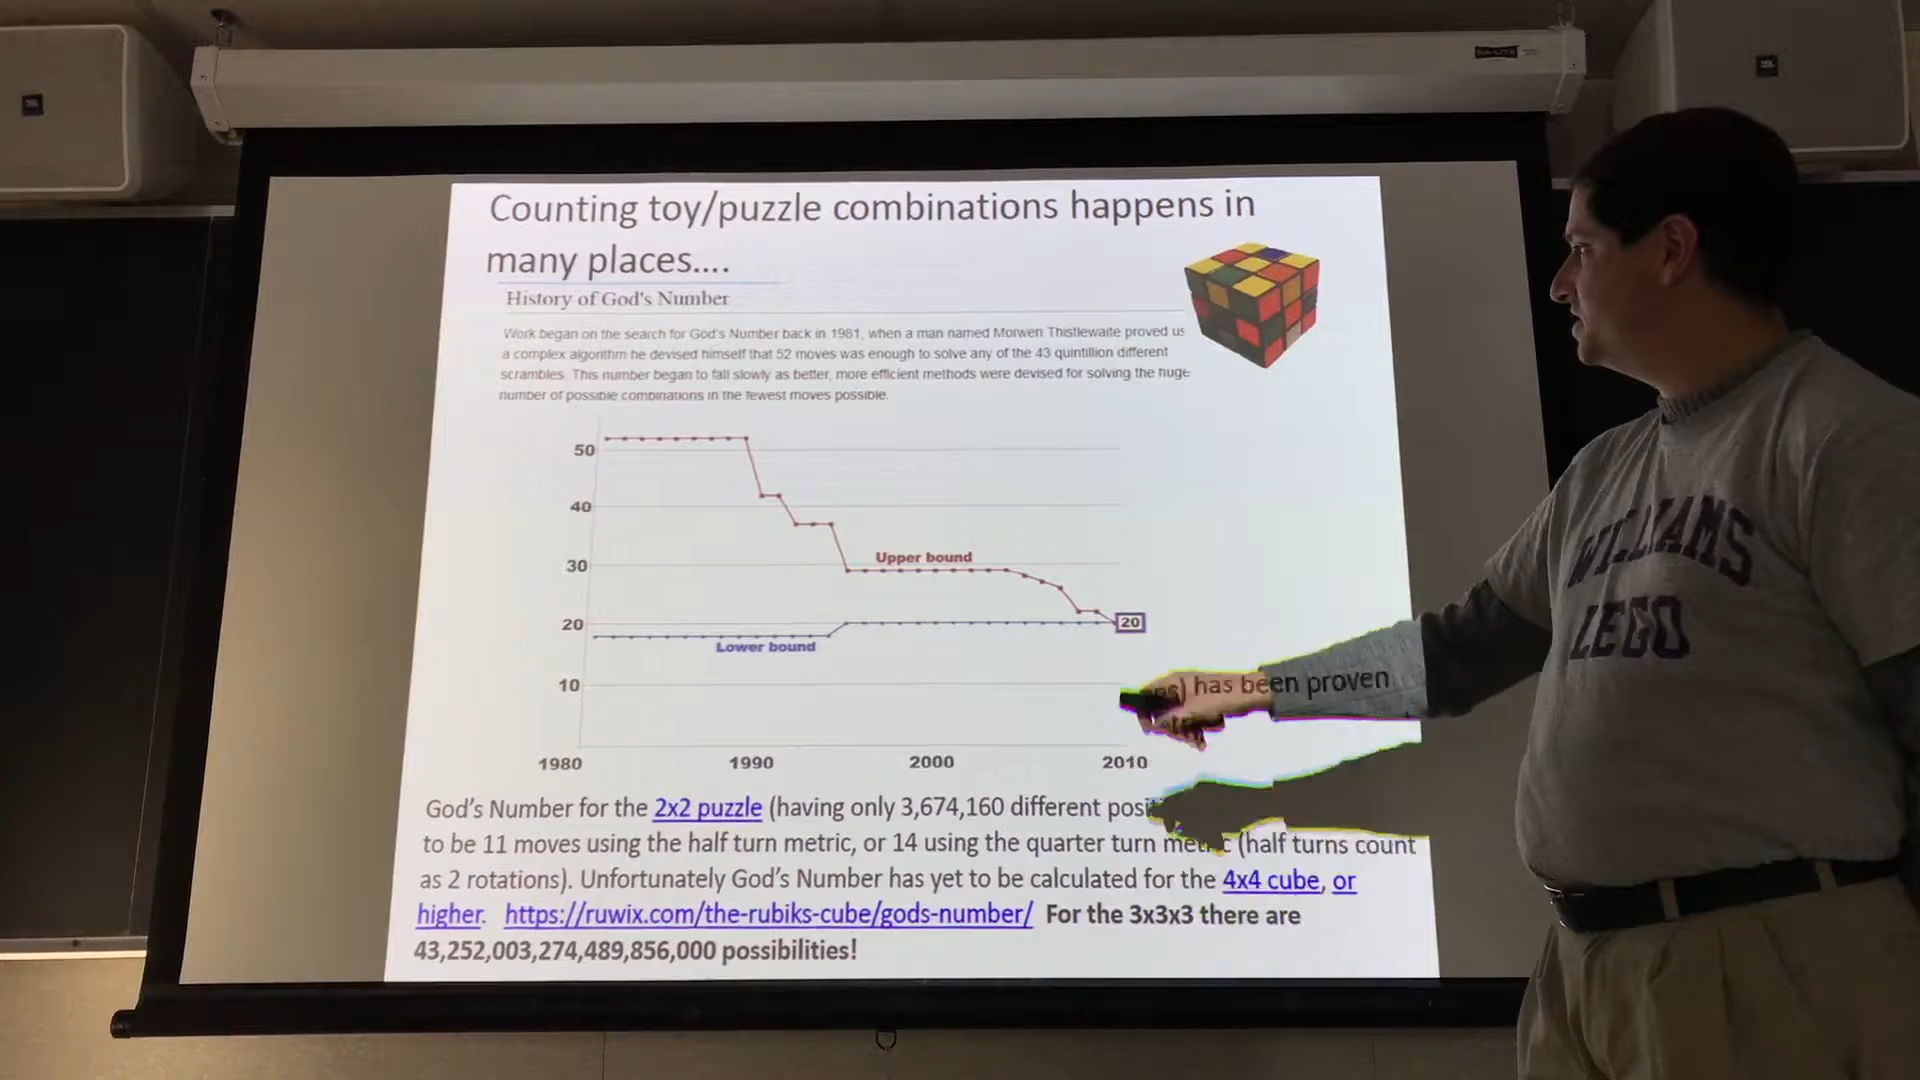 DA-LITE
JBL
JBL
Counting toy/puzzle combinations happens in
many places....
History of God's Number
Work began on the search for God's Number back in 1981, when a man named Morwen Thistlewaite proved us
a complex algorithm he devised himself that 52 moves was enough to solve any of the 43 quintillion different
scrambles. This number began to fall slowly as better, more efficient methods were devised for solving the huge
number of possible combinations in the fewest moves possible.
50
40
30
20
10
Upper bound
20
Lower bound
1980 1990 2000 2010
God's Number for the 2x2 puzzle (having only 3,674,160 different positi ) has been proven
to be 11 moves using the half turn metric, or 14 using the quarter turn (half turns count
as 2 rotations). Unfortunately God's Number has yet to be calculated for the 4x4 cube, or
higher. https://ruwix.com/the-rubiks-cube/gods-number/ For the 3x3x3 there are
43,252,003,274,489,856,000 possibilities!
WILLIAMS
LEGO